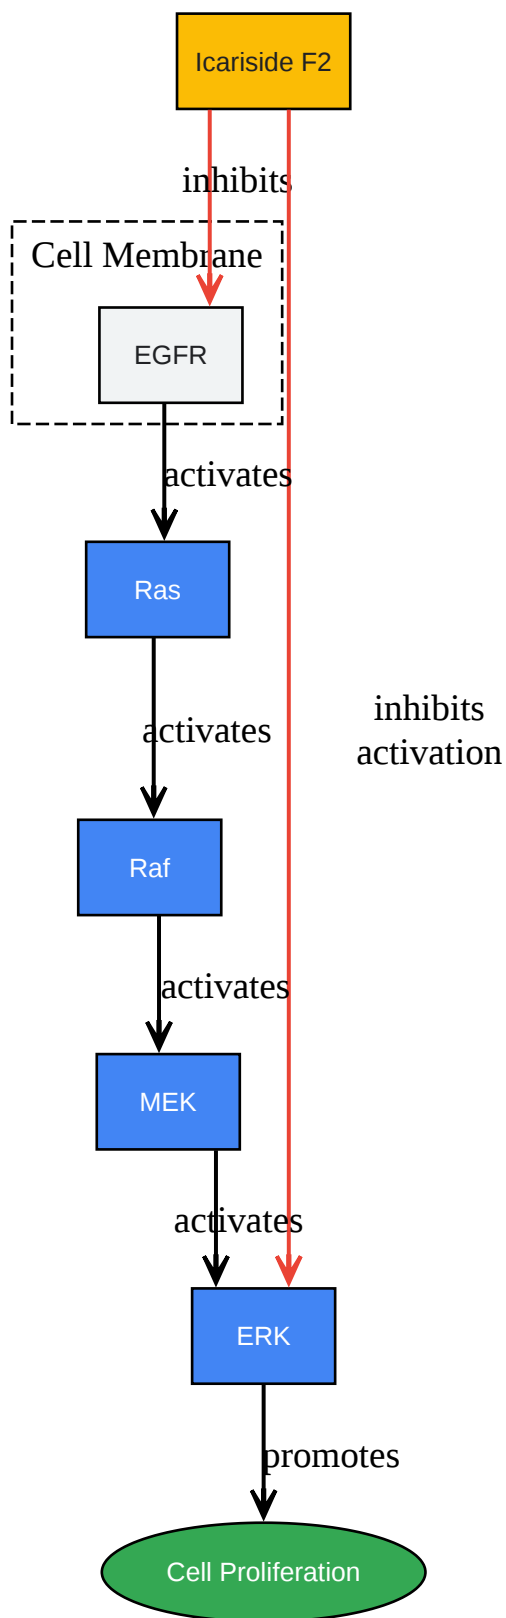 Icariside F2
inhibits
Cell Membrane
EGFR
activates
Ras
inhibits
activation
activates
Raf
activates
MEK
activates
ERK
promotes
Cell Proliferation